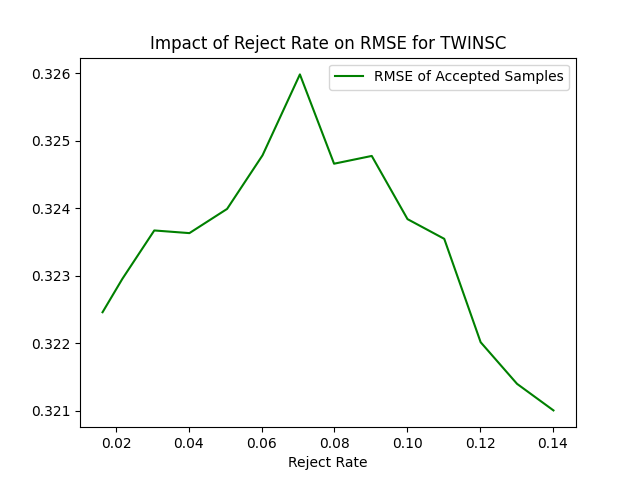 Impact of Reject Rate on RMSE for TWINSC
RMSE of Accepted Samples
0.326
0.325
0.324
0.323
0.322
0.321
0.02 0.04 0.06 0.08 0.10 0.12 0.14
Reject Rate